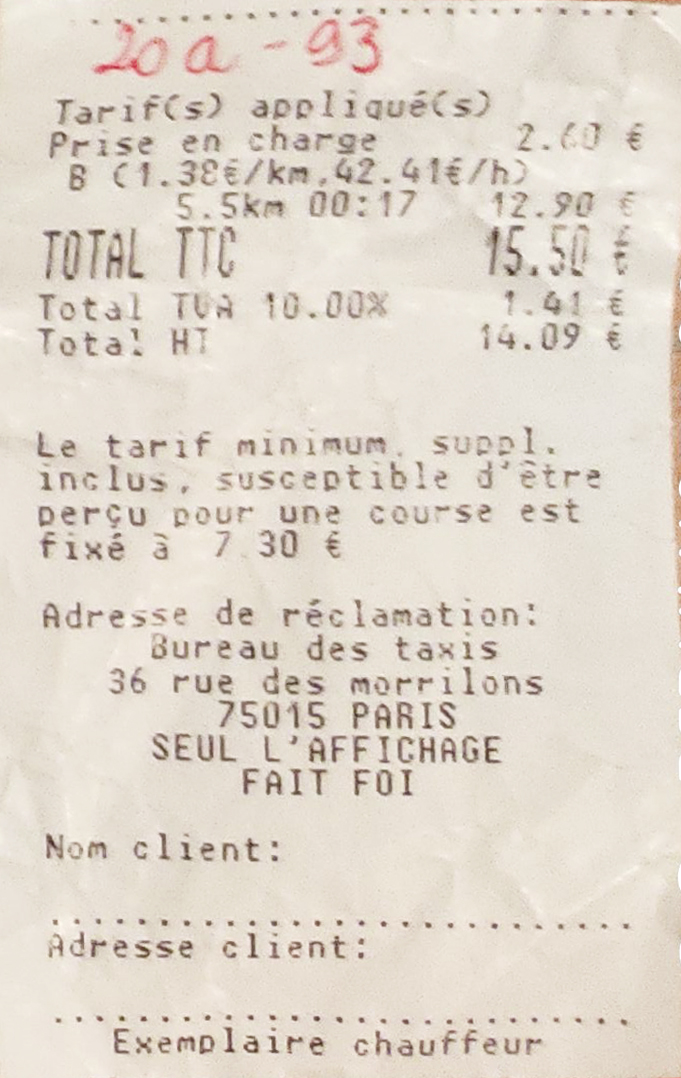 20a-93
Tarif(s) appliqué(s)
Prise en charge 2.60 €
B (1.38€/km,42.41€/h)
5.5km 00:17 12.90 €
TOTAL TTC 15.50 €
Total TVA 10.00% 1.41 €
Total HT 14.09 €
Le tarif minimum, suppl.
inclus, susceptible d'être
perçu pour une course est
fixé à 7.30 €
Adresse de réclamation:
Bureau des taxis
36 rue des morrilons
75015 PARIS
SEUL L'AFFICHAGE
FAIT FOI
Nom client:
Adresse client:
Exemplaire chauffeur